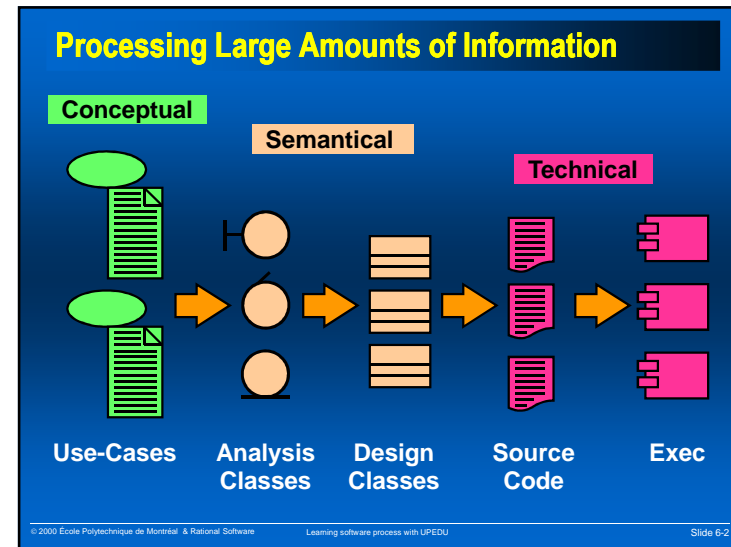 Processing Large Amounts of Information
Conceptual
Semantical
Technical
Use-Cases
Analysis
Classes
Design
Classes
Source
Code
Exec
© 2000 École Polytechnique de Montréal & Rational Software
Learning software process with UPEDU
Slide 6-2